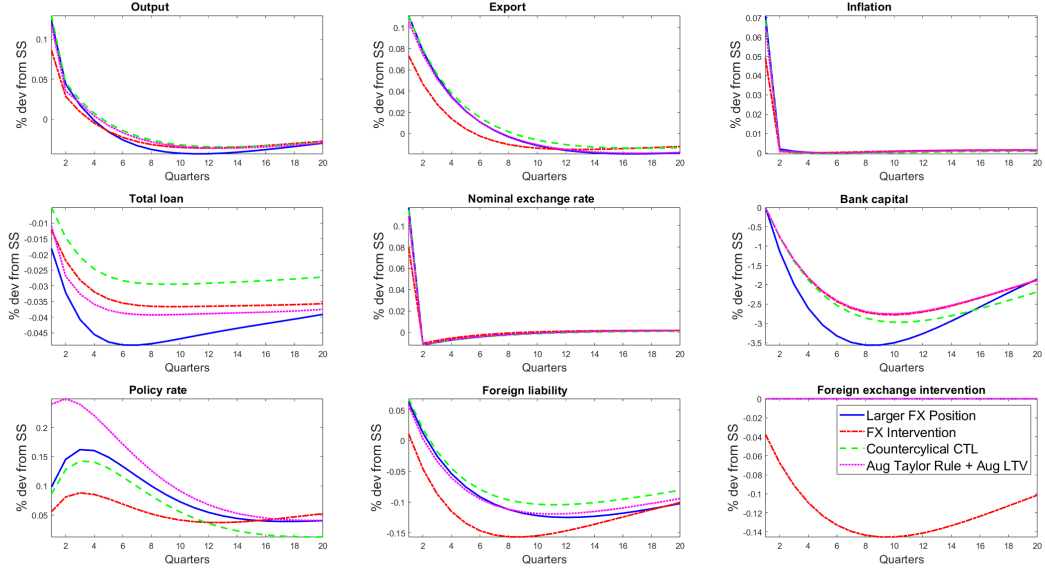 Output
% dev from SS
0.1
0.05
0
2 4 6 8 10 12 14 16 18 20
Quarters
Export
% dev from SS
0.1
0.08
0.06
0.04
0.02
0
2 4 6 8 10 12 14 16 18 20
Quarters
Inflation
% dev from SS
0.07
0.06
0.05
0.04
0.03
0.02
0.01
0
2 4 6 8 10 12 14 16 18 20
Quarters
Total loan
% dev from SS
-0.01
-0.015
-0.02
-0.025
-0.03
-0.035
-0.04
-0.045
2 4 6 8 10 12 14 16 18 20
Quarters
Nominal exchange rate
% dev from SS
0.1
0.08
0.06
0.04
0.02
0
2 4 6 8 10 12 14 16 18 20
Quarters
Bank capital
% dev from SS
0
-0.5
-1
-1.5
-2
-2.5
-3
-3.5
2 4 6 8 10 12 14 16 18 20
Quarters
Policy rate
% dev from SS
0.2
0.15
0.1
0.05
2 4 6 8 10 12 14 16 18 20
Quarters
Foreign liability
% dev from SS
0.05
0
-0.05
-0.1
-0.15
2 4 6 8 10 12 14 16 18 20
Quarters
Foreign exchange intervention
% dev from SS
0
-0.02
-0.04
-0.06
-0.08
-0.1
-0.12
-0.14
2 4 6 8 10 12 14 16 18 20
Quarters
Larger FX Position
FX Intervention
Countercylical CTL
Aug Taylor Rule + Aug LTV